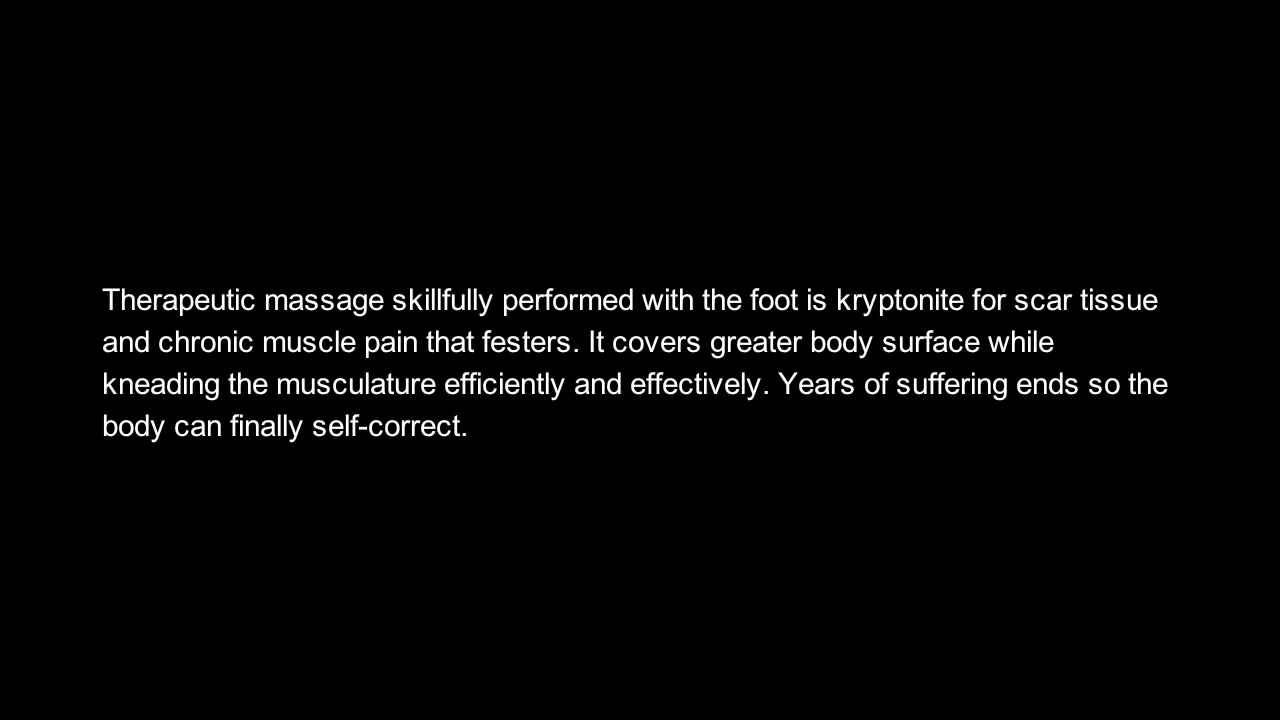 Therapeutic massage skillfully performed with the foot is kryptonite for scar tissue
and chronic muscle pain that festers. It covers greater body surface while
kneading the musculature efficiently and effectively. Years of suffering ends so the
body can finally self-correct.